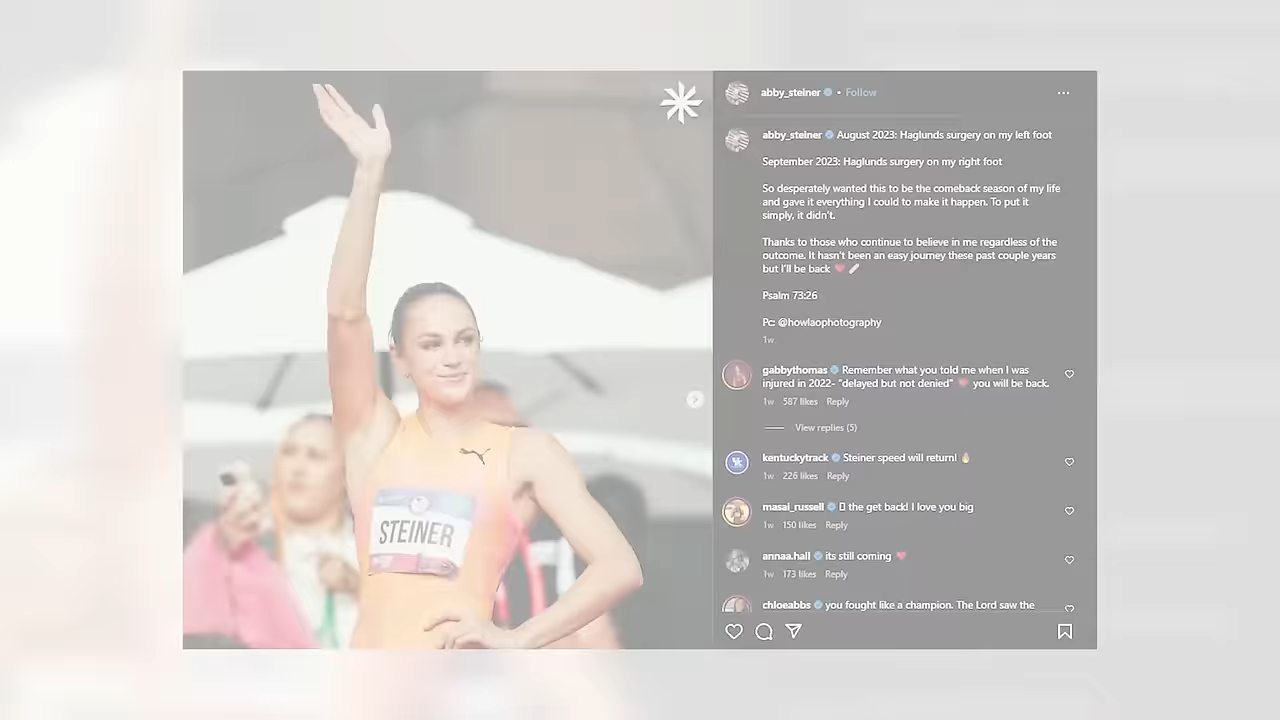 abby_steiner • Follow
abby_steiner August 2023: Haglunds surgery on my left foot
September 2023: Haglunds surgery on my right foot
So desperately wanted this to be the comeback season of my life
and gave it everything I could to make it happen. To put it
simply, it didn't.
Thanks to those who continue to believe in me regardless of the
outcome. It hasn't been an easy journey these past couple years
but I'll be back ❤️ 🩹
Psalm 73:26
Pc: @howlaophotography
1w
gabbythomas Remember what you told me when I was
injured in 2022- "delayed but not denied" ❤️ you will be back.
1w 587 likes Reply
View replies (5)
kentuckytrack Steiner speed will return! 🔥
1w 226 likes Reply
masai_russell the get back! I love you big
1w 150 likes Reply
annaa.hall its still coming ❤️
1w 173 likes Reply
chloeabbs you fought like a champion. The Lord saw the
STEINER